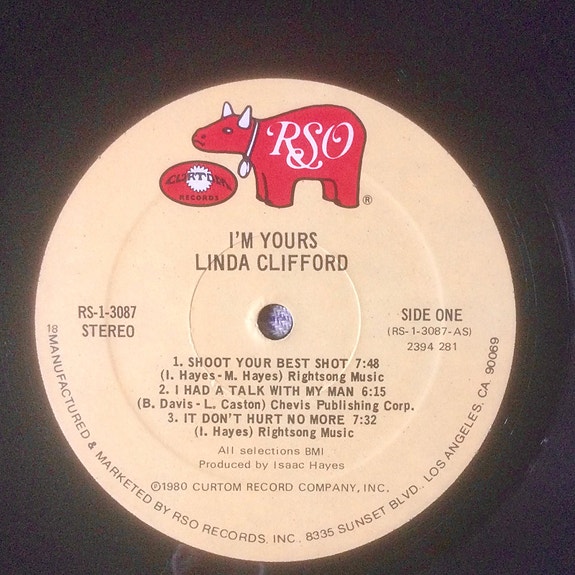 RSO
CURTOM
RECORDS
®
I'M YOURS
LINDA CLIFFORD
RS-1-3087
STEREO
SIDE ONE
(RS-1-3087-AS)
2394 281
1. SHOOT YOUR BEST SHOT 7:48
(I. Hayes-M. Hayes) Rightsong Music
2. I HAD A TALK WITH MY MAN 6:15
(B. Davis-L. Caston) Chevis Publishing Corp.
3. IT DON'T HURT NO MORE 7:32
(I. Hayes) Rightsong Music
All selections BMI
Produced by Isaac Hayes
℗1980 CURTOM RECORD COMPANY, INC.
18 MANUFACTURED & MARKETED BY RSO RECORDS, INC., 8335 SUNSET BLVD., LOS ANGELES, CA. 90069